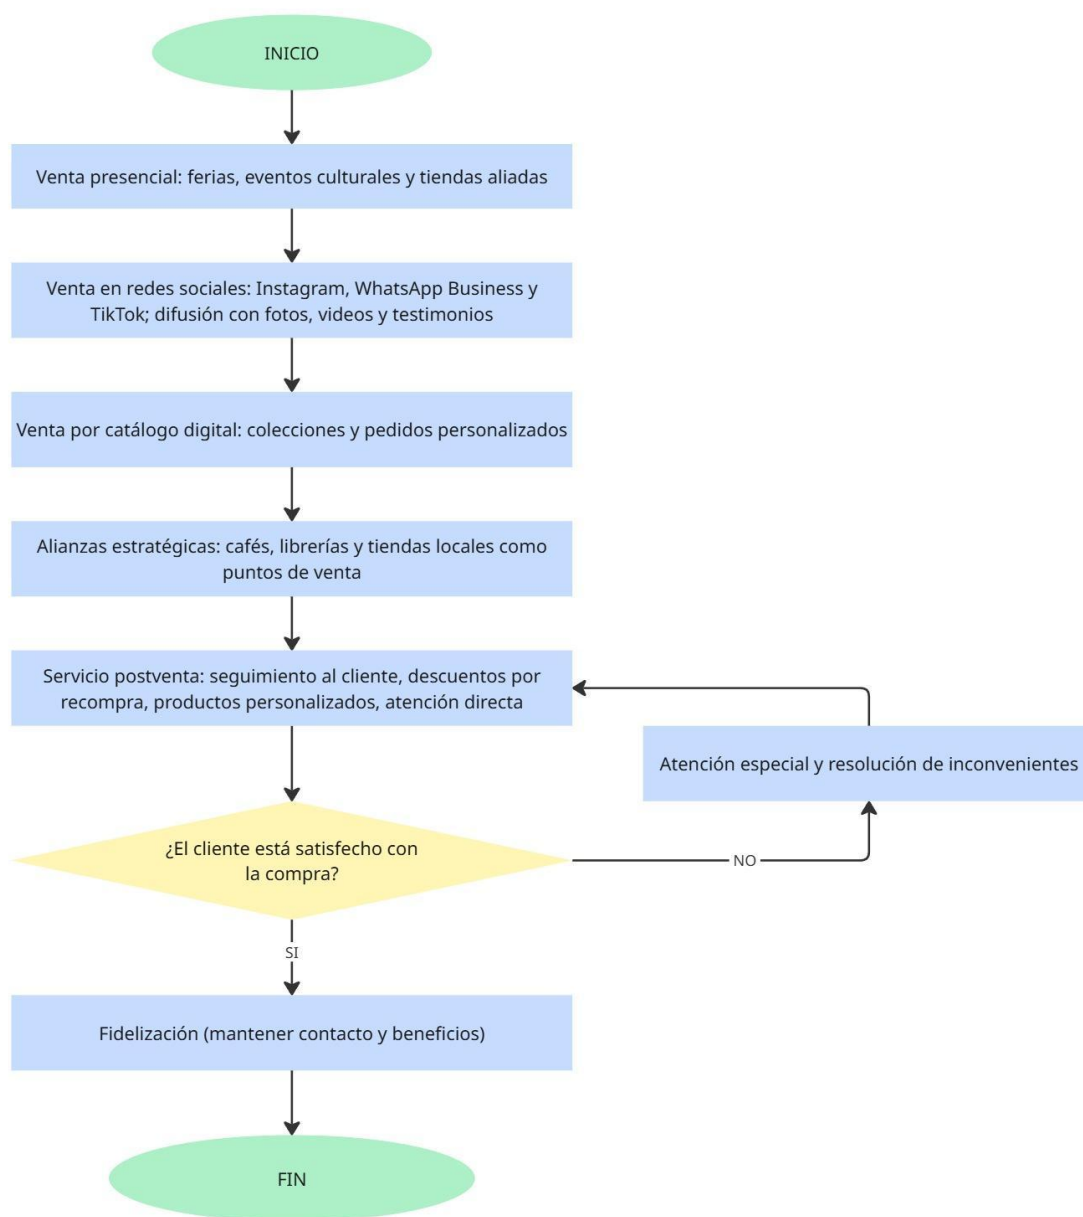 INICIO
Venta presencial: ferias, eventos culturales y tiendas aliadas
Venta en redes sociales: Instagram, WhatsApp Business y
TikTok; difusión con fotos, videos y testimonios
Venta por catálogo digital: colecciones y pedidos personalizados
Alianzas estratégicas: cafés, librerías y tiendas locales como
puntos de venta
Servicio postventa: seguimiento al cliente, descuentos por
recompra, productos personalizados, atención directa
Atención especial y resolución de inconvenientes
¿El cliente está satisfecho con
la compra?
NO
SI
Fidelización (mantener contacto y beneficios)
FIN